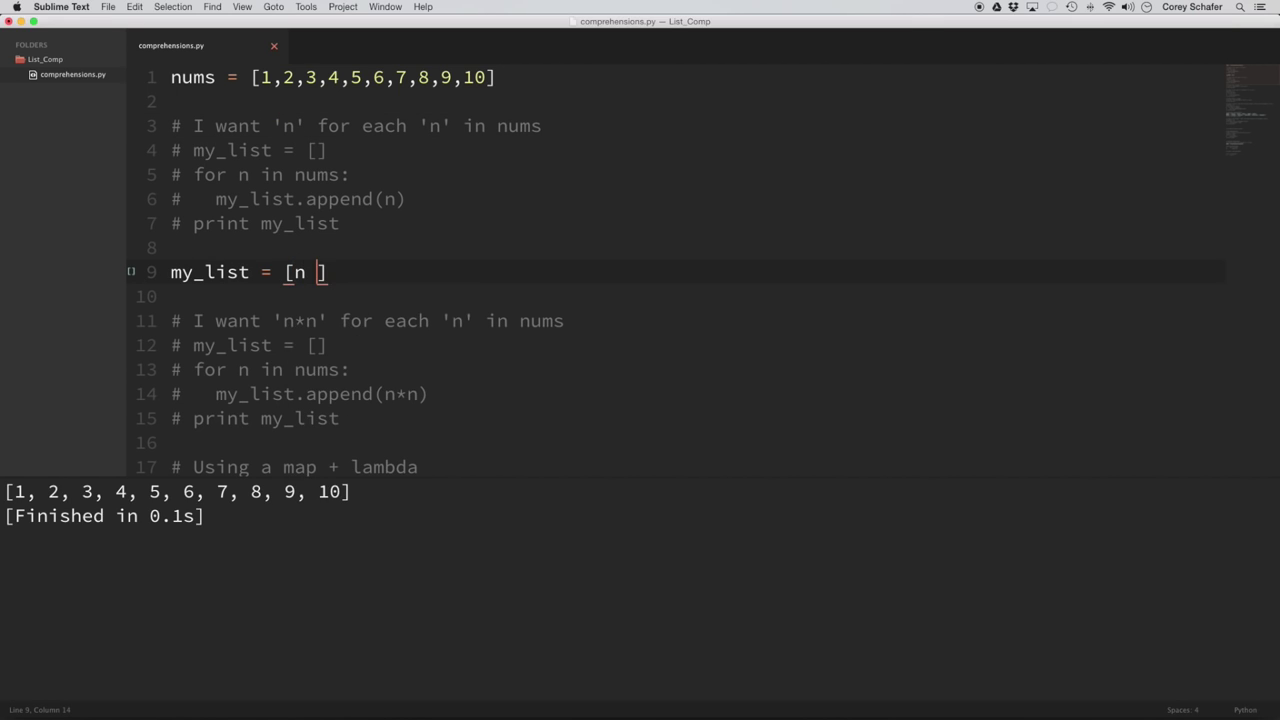 Sublime Text File Edit Selection Find View Goto Tools Project Window Help Corey Schafer
comprehensions.py — List_Comp
FOLDERS
List_Comp
comprehensions.py
comprehensions.py
1 nums = [1,2,3,4,5,6,7,8,9,10]
2
3 # I want 'n' for each 'n' in nums
4 # my_list = []
5 # for n in nums:
6 #   my_list.append(n)
7 # print my_list
8
9 my_list = [n ]
10
11 # I want 'n*n' for each 'n' in nums
12 # my_list = []
13 # for n in nums:
14 #   my_list.append(n*n)
15 # print my_list
16
17 # Using a map + lambda
[1, 2, 3, 4, 5, 6, 7, 8, 9, 10]
[Finished in 0.1s]
Line 9, Column 14 Spaces: 4 Python